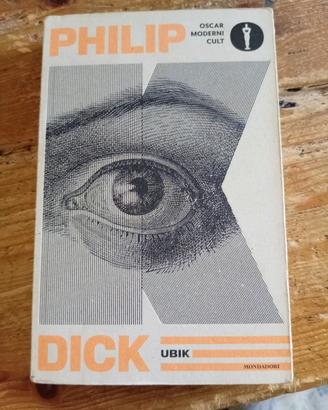 PHILIP
OSCAR
MODERNI
CULT
K
DICK
UBIK
MONDADORI